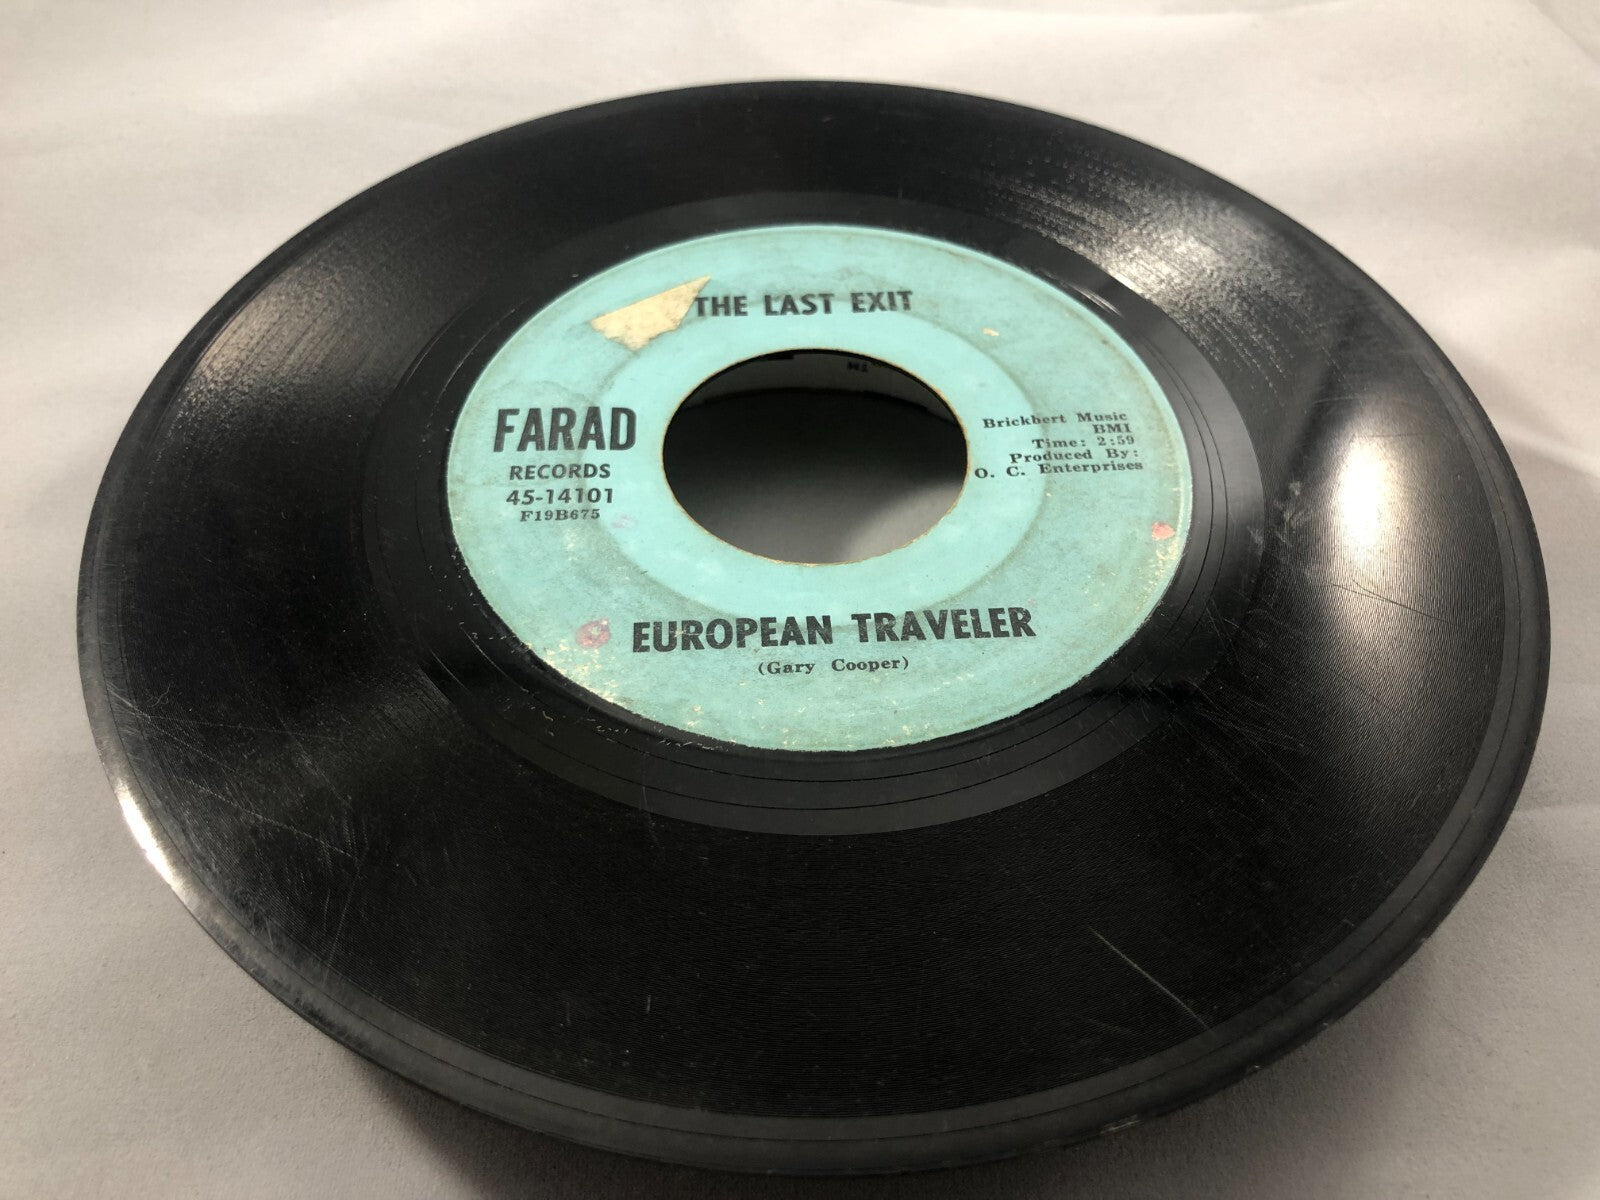 THE LAST EXIT
FARAD
RECORDS
45-14101
F19B675
Brickbert Music
BMI
Time: 2:59
Produced By:
O. C. Enterprises
EUROPEAN TRAVELER
(Gary Cooper)